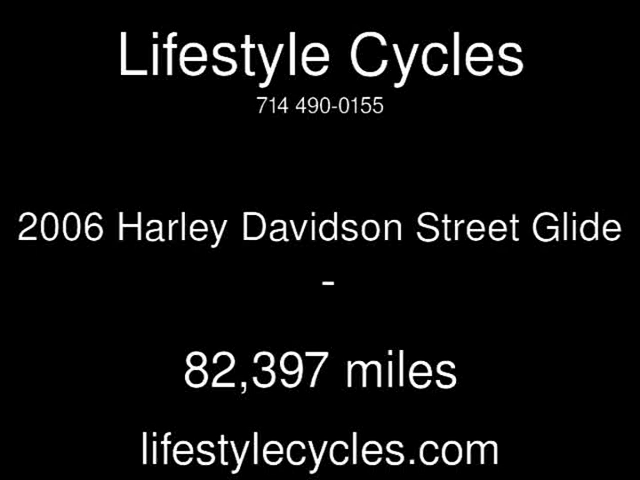 Lifestyle Cycles
714 490-0155
2006 Harley Davidson Street Glide
-
82,397 miles
lifestylecycles.com